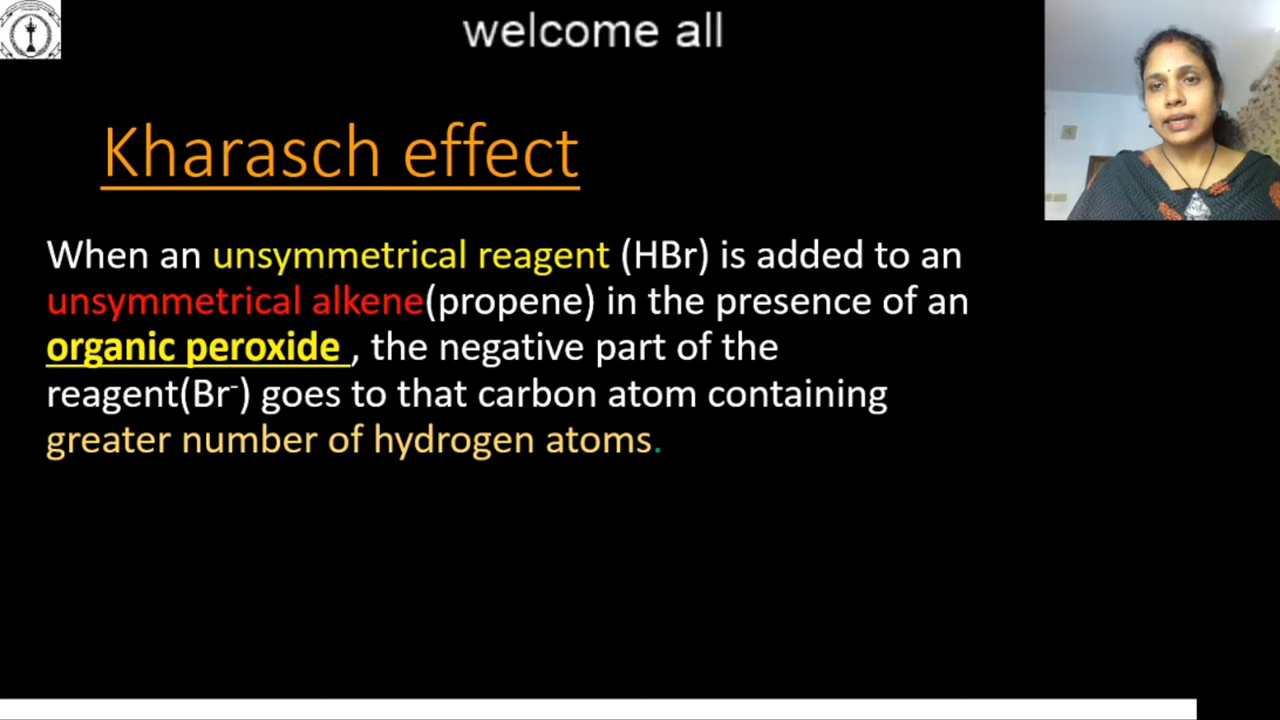 welcome all
Kharasch effect
When an unsymmetrical reagent (HBr) is added to an
unsymmetrical alkene(propene) in the presence of an
organic peroxide , the negative part of the
reagent(Br⁻) goes to that carbon atom containing
greater number of hydrogen atoms.